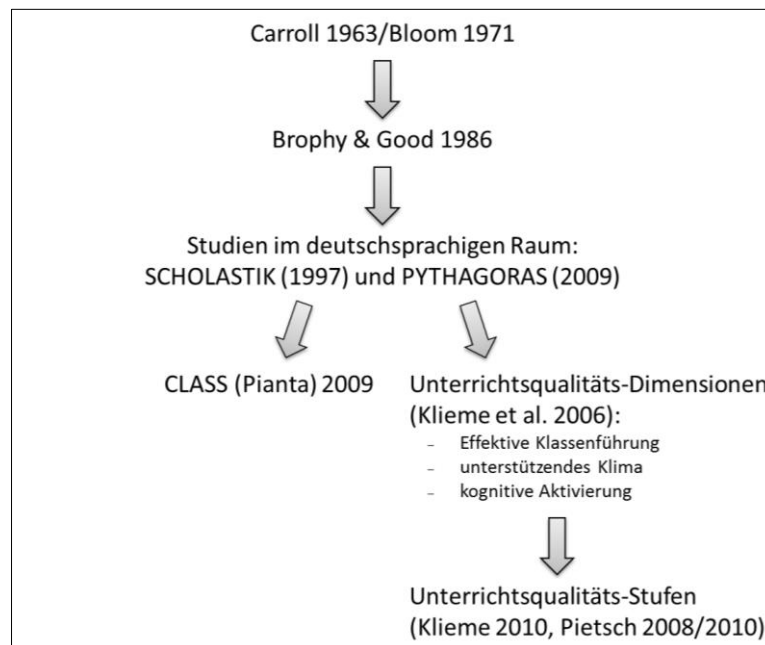 Carroll 1963/Bloom 1971
Brophy & Good 1986
Studien im deutschsprachigen Raum:
SCHOLASTIK (1997) und PYTHAGORAS (2009)
CLASS (Pianta) 2009
Unterrichtsqualitäts-Dimensionen
(Klieme et al. 2006):
– Effektive Klassenführung
– unterstützendes Klima
– kognitive Aktivierung
Unterrichtsqualitäts-Stufen
(Klieme 2010, Pietsch 2008/2010)